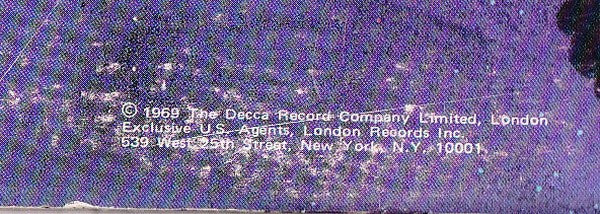 © 1969 The Decca Record Company Limited, London
Exclusive U.S. Agents, London Records Inc.
539 West 25th Street, New York, N.Y. 10001